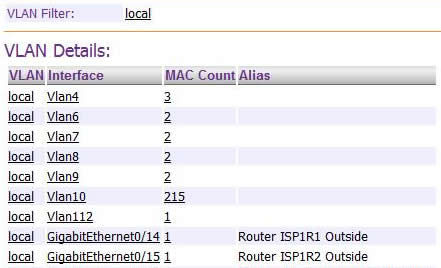 VLAN Filter: local
VLAN Details:
VLAN Interface MAC Count Alias
local Vlan4 3
local Vlan6 2
local Vlan7 2
local Vlan8 2
local Vlan9 2
local Vlan10 215
local Vlan112 1
local GigabitEthernet0/14 1 Router ISP1R1 Outside
local GigabitEthernet0/15 1 Router ISP1R2 Outside